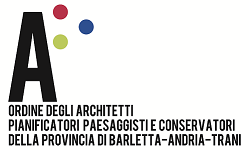 A
ORDINE DEGLI ARCHITETTI
PIANIFICATORI PAESAGGISTI E CONSERVATORI
DELLA PROVINCIA DI BARLETTA-ANDRIA-TRANI